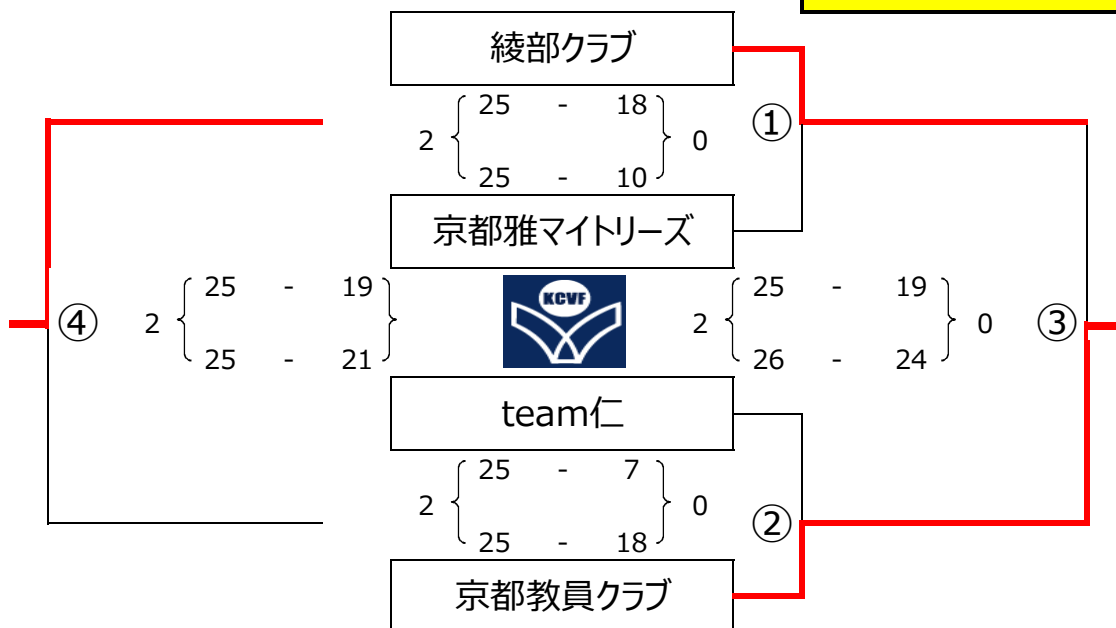 綾部クラブ
25 - 18
①
2 0
25 - 10
京都雅マイトリーズ
25 - 19 KCVF 25 - 19
④ 2 2 0 ③
25 - 21 26 - 24
team仁
25 - 7
2 0
②
25 - 18
京都教員クラブ